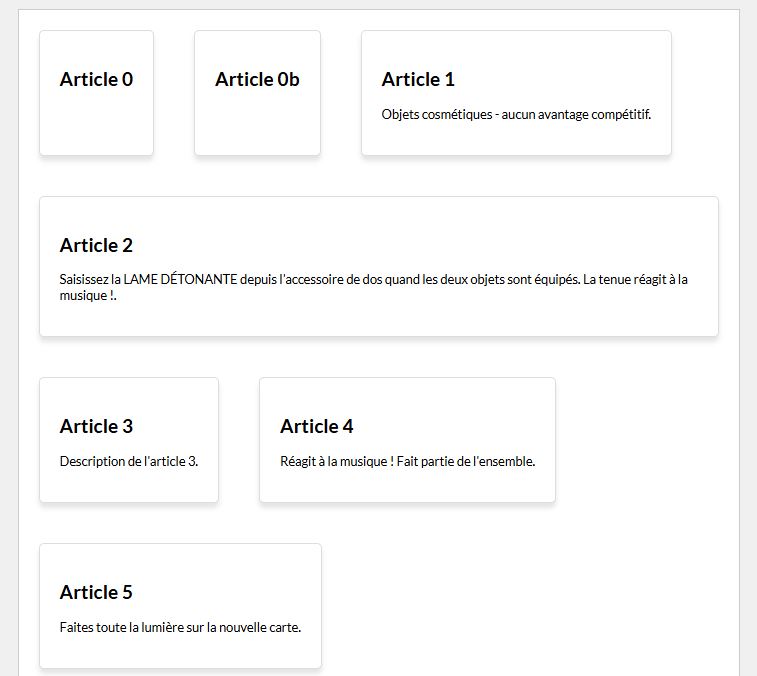 Article 0
Article 0b
Article 1
Objets cosmétiques - aucun avantage compétitif.
Article 2
Saisissez la LAME DÉTONANTE depuis l'accessoire de dos quand les deux objets sont équipés. La tenue réagit à la
musique !.
Article 3
Description de l'article 3.
Article 4
Réagit à la musique ! Fait partie de l'ensemble.
Article 5
Faites toute la lumière sur la nouvelle carte.